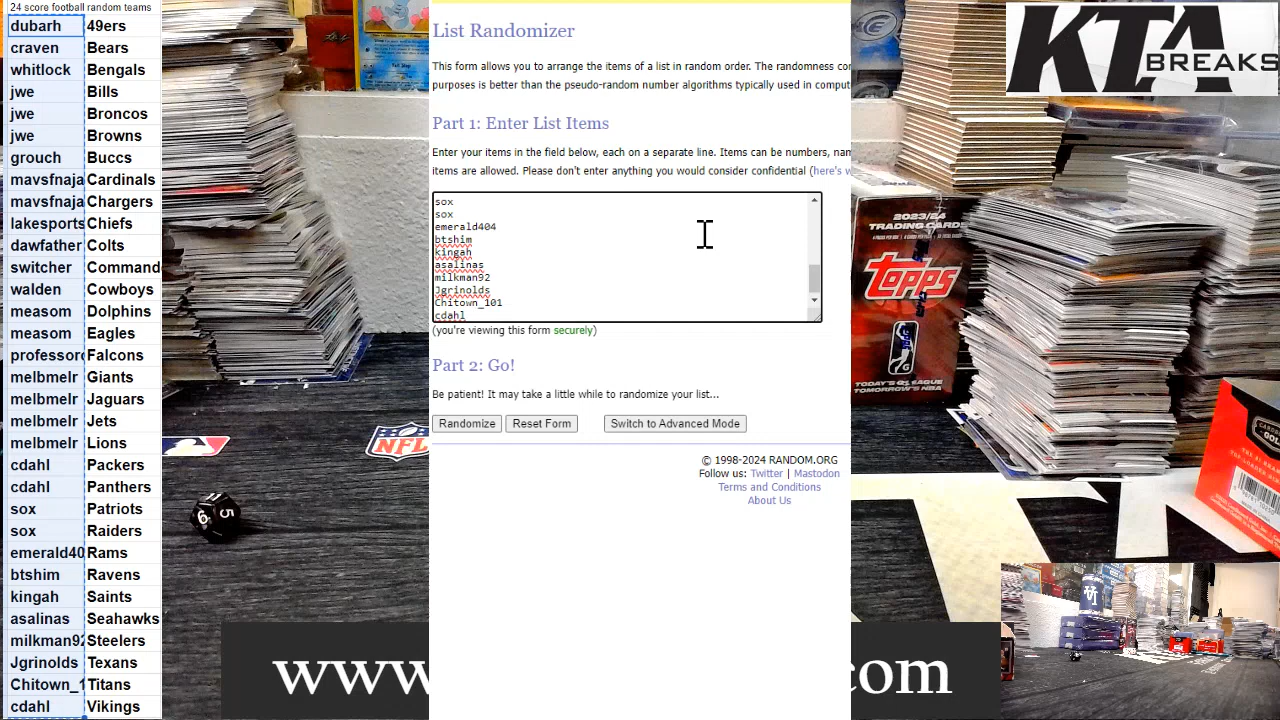 24 score football random teams
dubarh 49ers
craven Bears
whitlock Bengals
jwe Bills
jwe Broncos
jwe Browns
grouch Buccs
mavsfnaja Cardinals
mavsfnaja Chargers
lakesports Chiefs
dawfather Colts
switcher Command
walden Cowboys
measom Dolphins
measom Eagles
professor Falcons
melbmelr Giants
melbmelr Jaguars
melbmelr Jets
melbmelr Lions
cdahl Packers
cdahl Panthers
sox Patriots
sox Raiders
emerald40 Rams
btshim Ravens
kingah Saints
asalinas Seahawks
milkman92 Steelers
Jgrinolds Texans
Chitown_1 Titans
cdahl Vikings
List Randomizer
This form allows you to arrange the items of a list in random order. The randomness co
purposes is better than the pseudo-random number algorithms typically used in comput
Part 1: Enter List Items
Enter your items in the field below, each on a separate line. Items can be numbers, nam
items are allowed. Please don't enter anything you would consider confidential (here's w
sox
sox
emerald404
btshim
kingah
asalinas
milkman92
Jgrinolds
Chitown_101
cdahl
(you're viewing this form securely)
Part 2: Go!
Be patient! It may take a little while to randomize your list...
Randomize Reset Form Switch to Advanced Mode
© 1998-2024 RANDOM.ORG
Follow us: Twitter | Mastodon
Terms and Conditions
About Us
KTA
BREAKS
2023/24
TRADING CARDS
Topps
TODAY'S LEAGUE
TOMORROW'S NBA
NFL
6 5
www
com